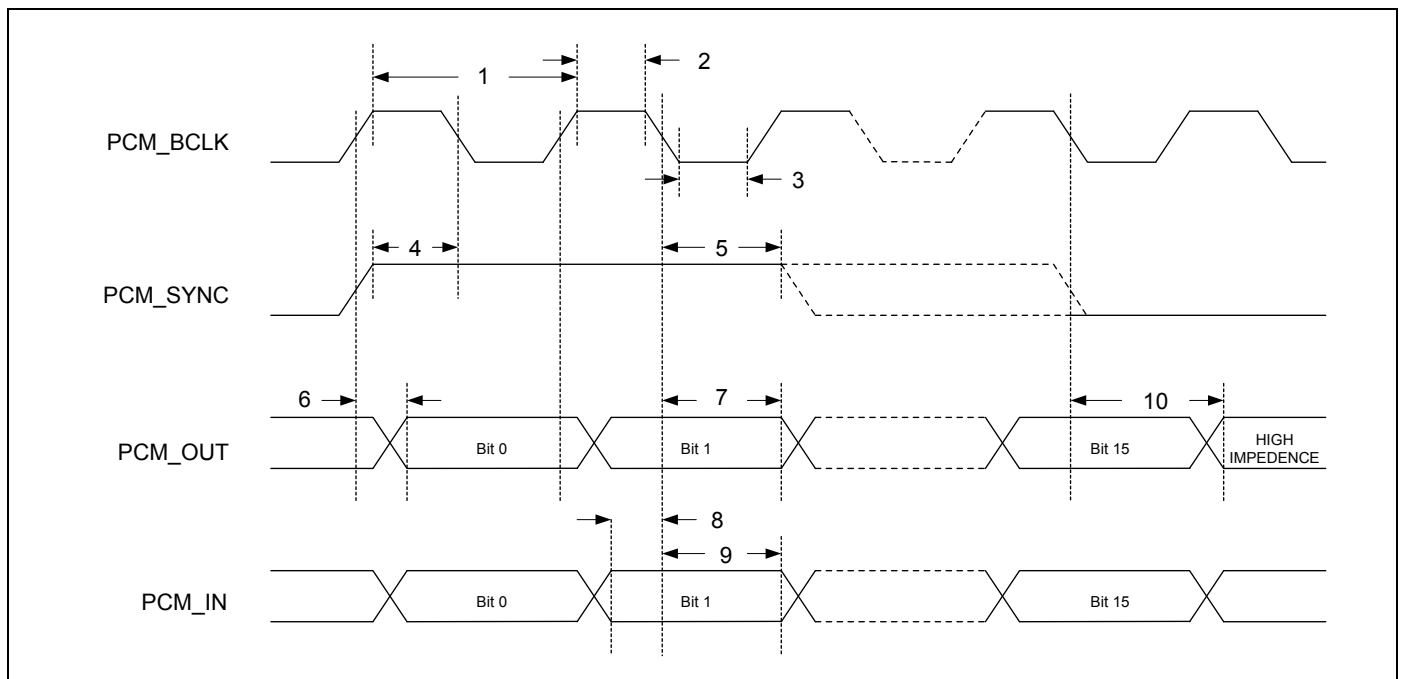 1
2
PCM_BCLK
3
4
5
PCM_SYNC
6
7
10
PCM_OUT
Bit 0
Bit 1
Bit 15
HIGH
IMPEDENCE
8
9
PCM_IN
Bit 0
Bit 1
Bit 15